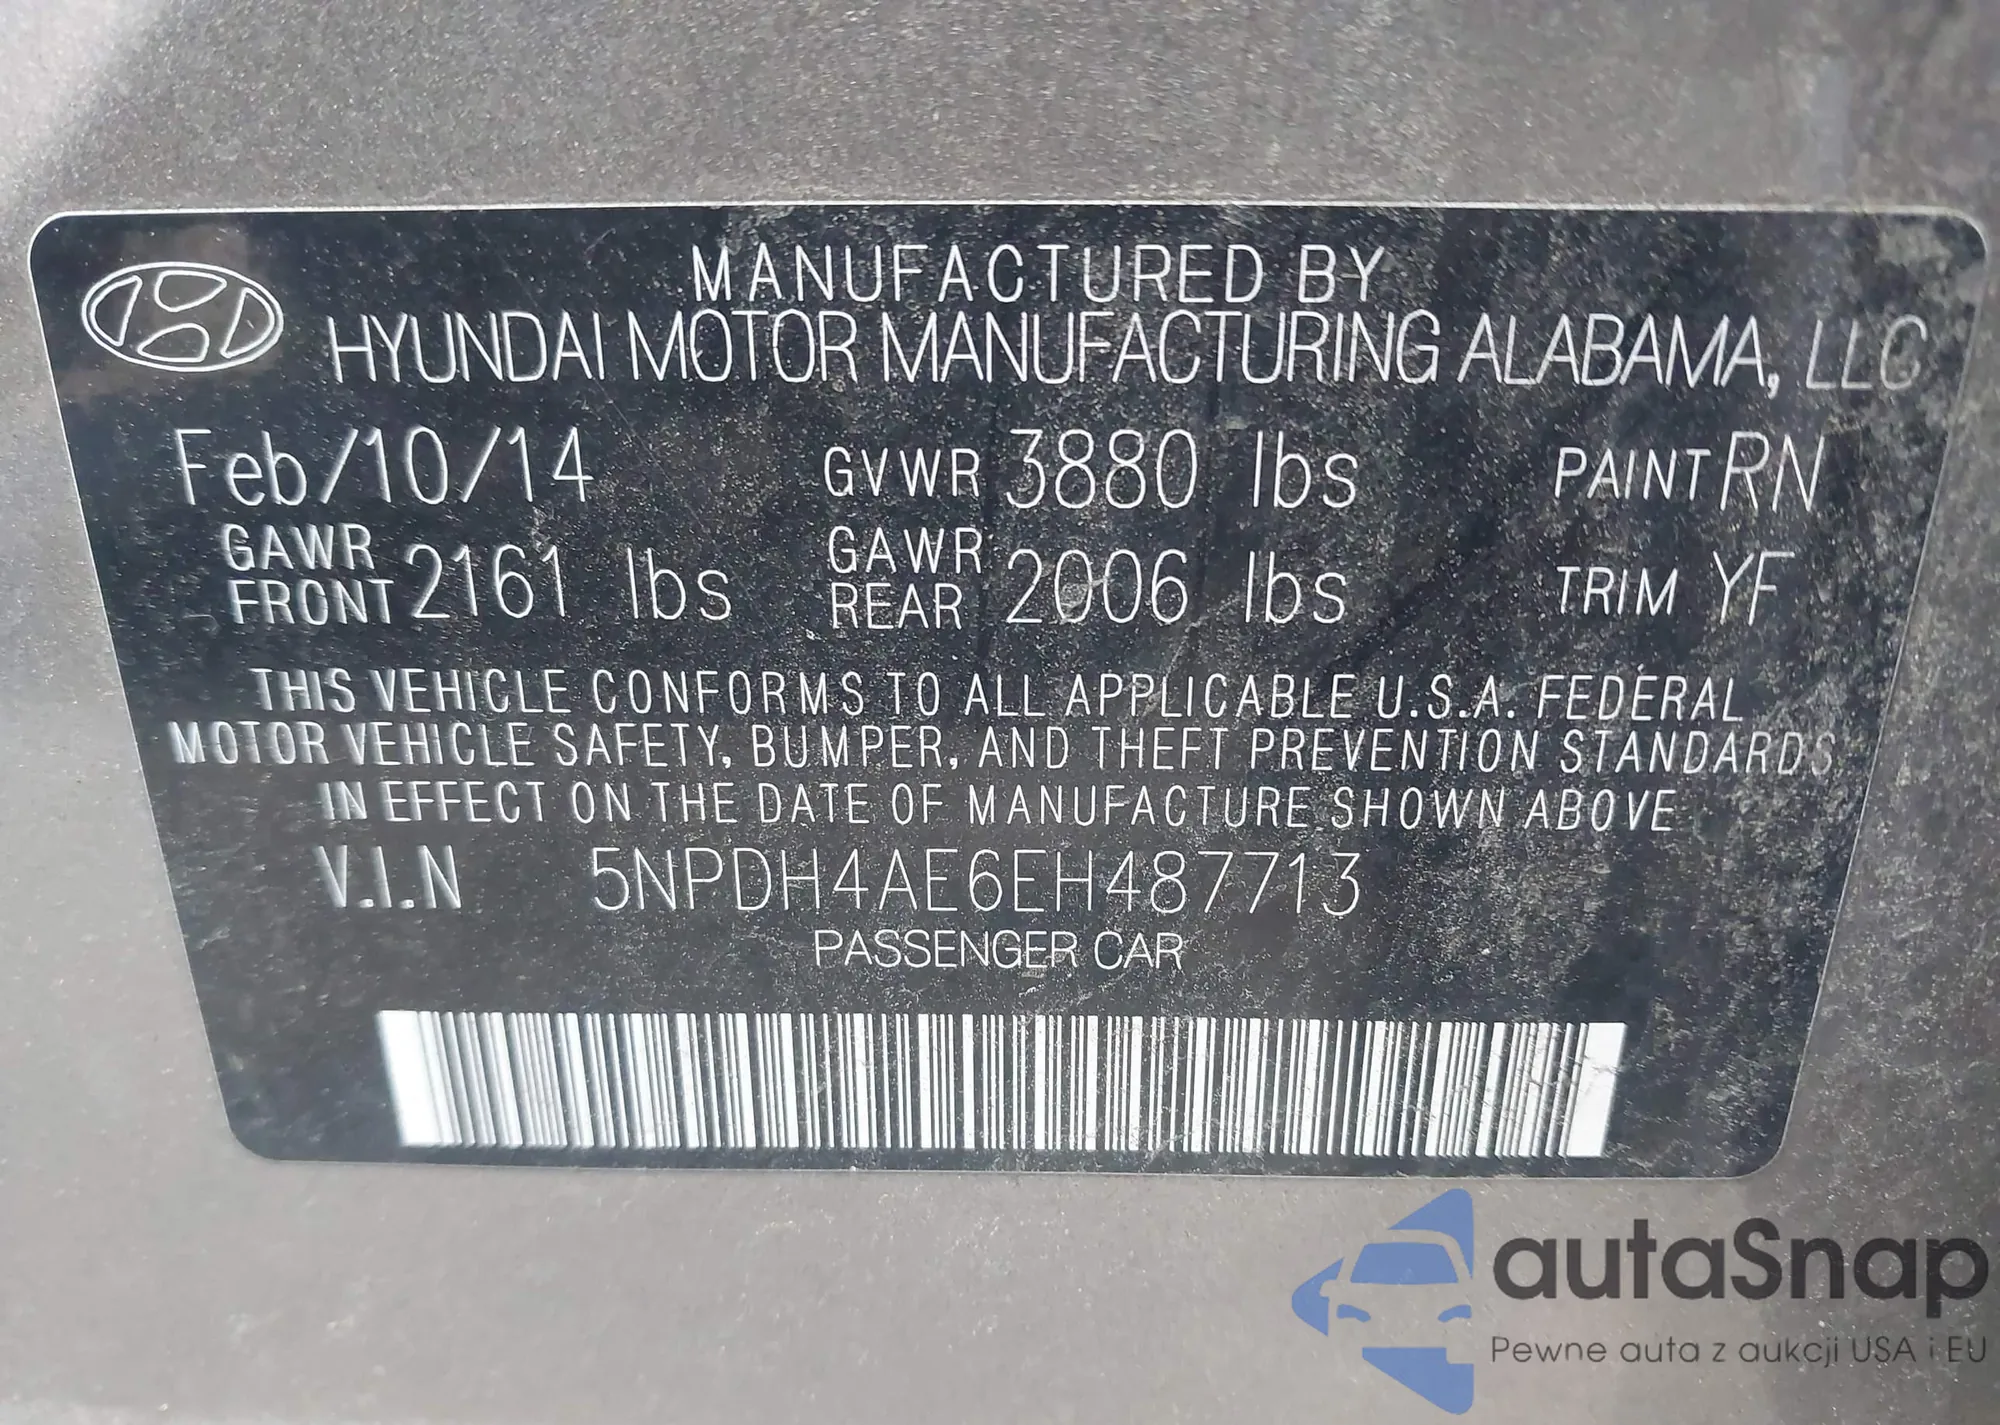 MANUFACTURED BY
HYUNDAI MOTOR MANUFACTURING ALABAMA, LLC
Feb/10/14 GVWR 3880 lbs PAINT RN
GAWR FRONT 2161 lbs GAWR REAR 2006 lbs TRIM YF
THIS VEHICLE CONFORMS TO ALL APPLICABLE U.S.A. FEDERAL
MOTOR VEHICLE SAFETY, BUMPER, AND THEFT PREVENTION STANDARDS
IN EFFECT ON THE DATE OF MANUFACTURE SHOWN ABOVE
V.I.N 5NPDH4AE6EH487713
PASSENGER CAR
autaSnap
Pewne auta z aukcji USA i EU